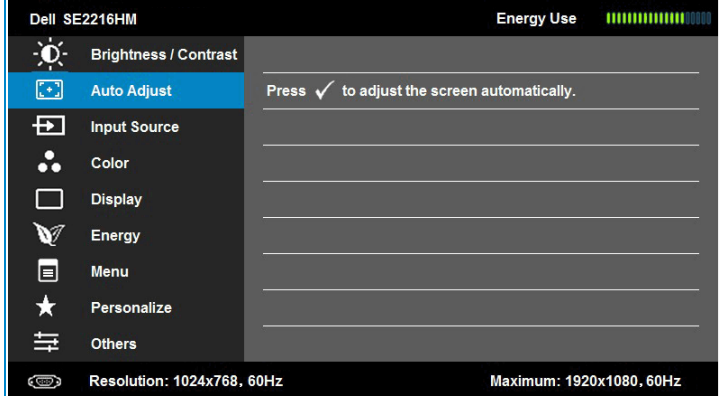 Dell SE2216HM Energy Use
Brightness / Contrast
Auto Adjust Press ✓ to adjust the screen automatically.
Input Source
Color
Display
Energy
Menu
Personalize
Others
Resolution: 1024x768, 60Hz Maximum: 1920x1080, 60Hz